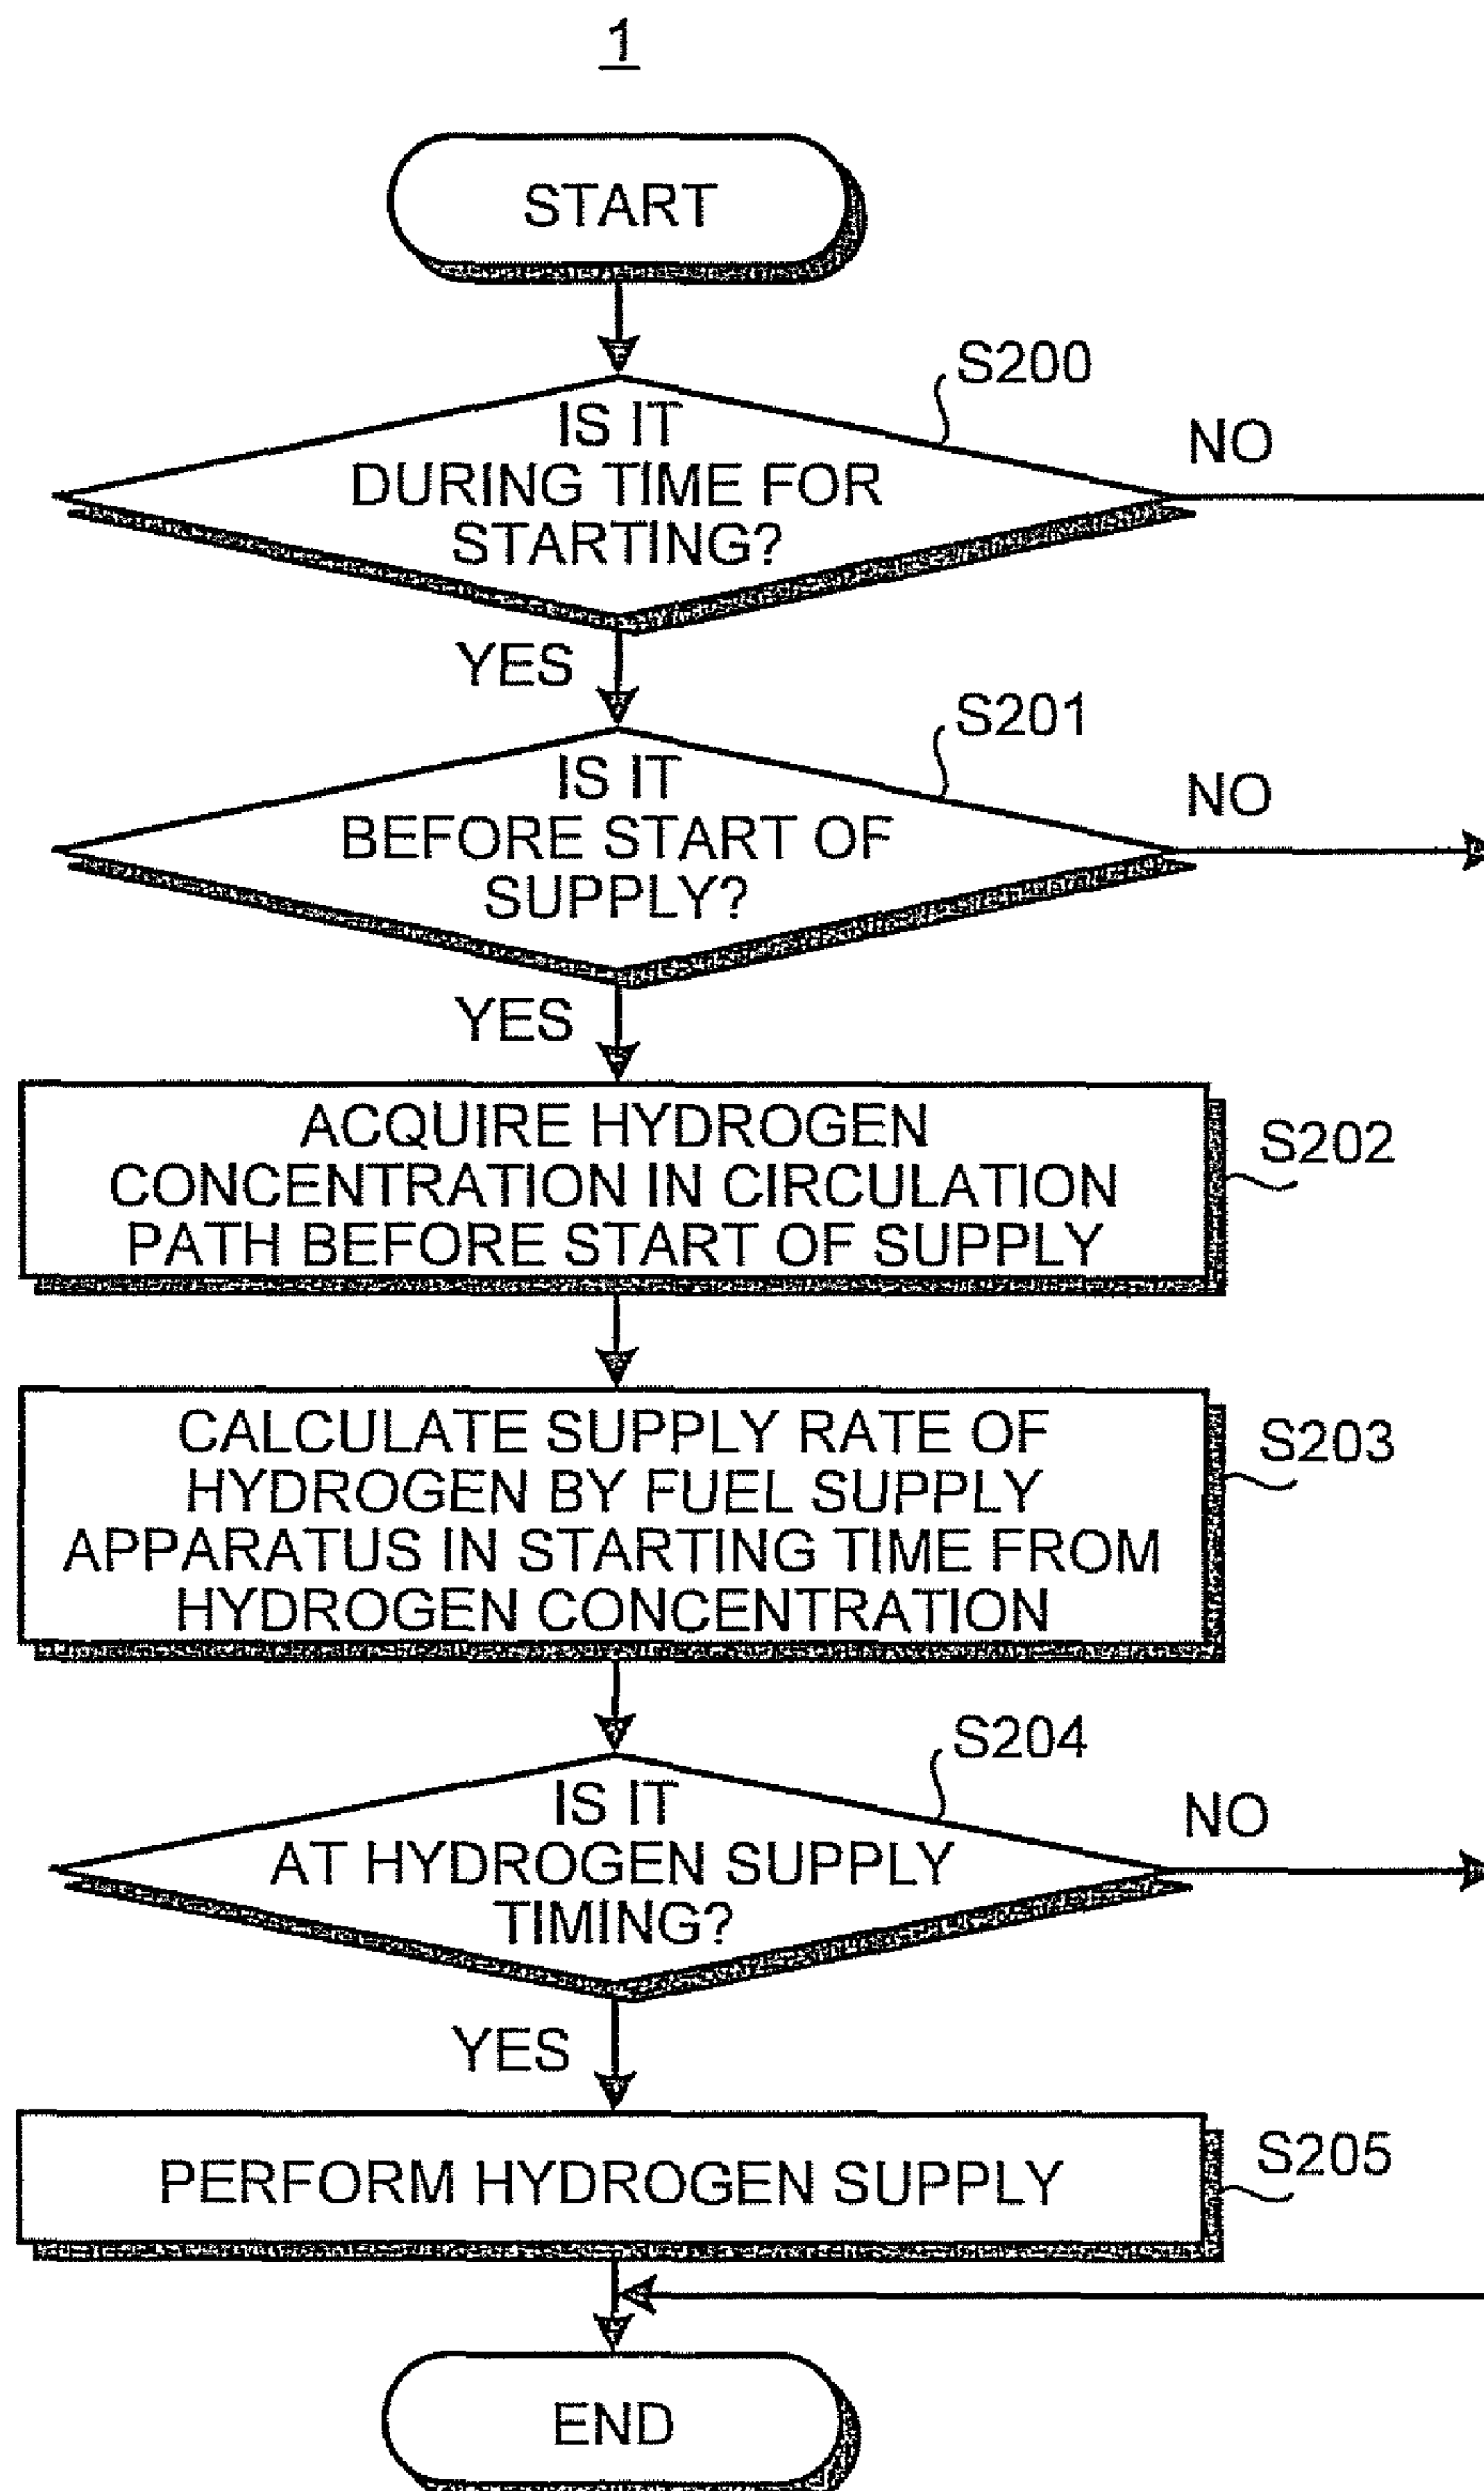 1
START
S200
IS IT
DURING TIME FOR
STARTING?
NO
YES
S201
IS IT
BEFORE START OF
SUPPLY?
NO
YES
ACQUIRE HYDROGEN
CONCENTRATION IN CIRCULATION
PATH BEFORE START OF SUPPLY
S202
CALCULATE SUPPLY RATE OF
HYDROGEN BY FUEL SUPPLY
APPARATUS IN STARTING TIME FROM
HYDROGEN CONCENTRATION
S203
S204
IS IT
AT HYDROGEN SUPPLY
TIMING?
NO
YES
PERFORM HYDROGEN SUPPLY
S205
END